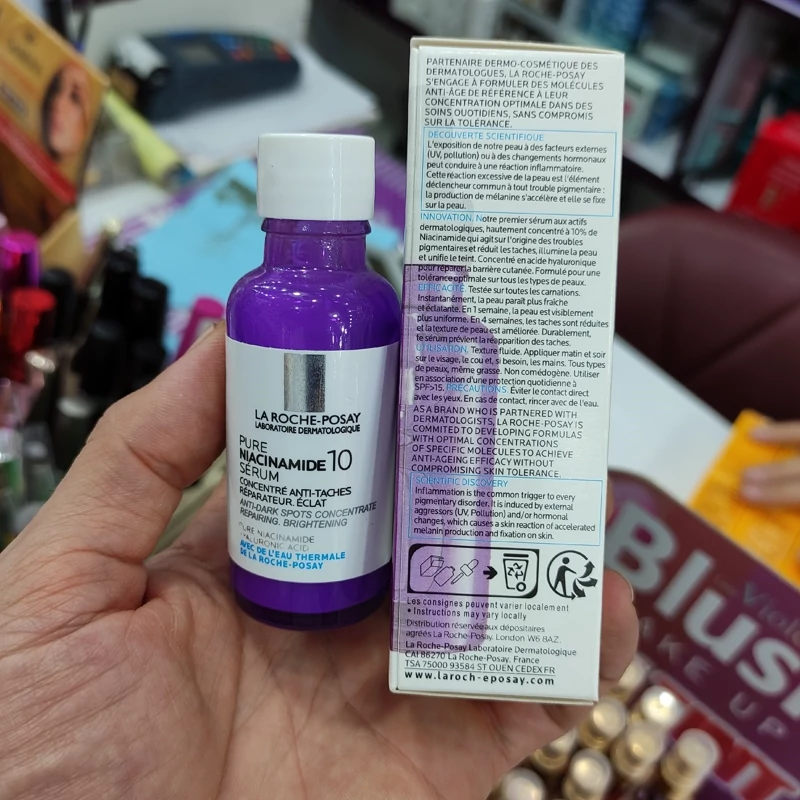 LA ROCHE-POSAY
LABORATOIRE DERMATOLOGIQUE
PURE
NIACINAMIDE 10
SÉRUM
CONCENTRÉ ANTI-TACHES
RÉPARATEUR. ÉCLAT
ANTI-DARK SPOTS CONCENTRATE
REPAIRING. BRIGHTENING
PURE NIACINAMIDE
HYALURONIC ACID
AVEC DE L'EAU THERMALE
DE LA ROCHE-POSAY
PARTENAIRE DERMO-COSMÉTIQUE DES
DERMATOLOGUES, LA ROCHE-POSAY
S'ENGAGE À FORMULER DES MOLÉCULES
ANTI-ÂGE DE RÉFÉRENCE À LEUR
CONCENTRATION OPTIMALE DANS DES
SOINS QUOTIDIENS, SANS COMPROMIS
SUR LA TOLÉRANCE.
DÉCOUVERTE SCIENTIFIQUE
L'exposition de notre peau à des facteurs externes
(UV, pollution) ou à des changements hormonaux
peut conduire à une réaction inflammatoire.
Cette réaction excessive de la peau est l'élément
déclencheur commun à tout trouble pigmentaire :
la production de mélanine s'accélère et elle se fixe
sur la peau.
INNOVATION. Notre premier sérum aux actifs
dermatologiques, hautement concentré à 10% de
Niacinamide qui agit sur l'origine des troubles
pigmentaires et réduit les taches, illumine la peau
et unifie le teint. Concentré en acide hyaluronique
pour réparer la barrière cutanée. Formulé pour une
tolérance optimale sur tous les types de peaux.
EFFICACITÉ. Testée sur toutes les carnations.
Instantanément, la peau paraît plus fraîche
et éclatante. En 1 semaine, la peau est visiblement
plus uniforme. En 4 semaines, les taches sont réduites
et la texture de peau est améliorée. Durablement,
le sérum prévient la réapparition des taches.
UTILISATION. Texture fluide. Appliquer matin et soir
sur le visage, le cou et, si besoin, les mains. Tous types
de peaux, même grasse. Non comédogène. Utiliser
en association d'une protection quotidienne à
SPF>15. PRÉCAUTIONS. Éviter le contact direct
avec les yeux. En cas de contact, rincer avec de l'eau.
AS A BRAND WHO IS PARTNERED WITH
DERMATOLOGISTS, LA ROCHE-POSAY IS
COMMITED TO DEVELOPING FORMULAS
WITH OPTIMAL CONCENTRATIONS
OF SPECIFIC MOLECULES TO ACHIEVE
ANTI-AGEING EFFICACY WITHOUT
COMPROMISING SKIN TOLERANCE.
SCIENTIFIC DISCOVERY
Inflammation is the common trigger to every
pigmentary disorder. It is induced by external
aggressors (UV, Pollution) and/or hormonal
changes, which causes a skin reaction of accelerated
melanin production and fixation on skin.
Les consignes peuvent varier localement
• Instructions may vary locally
Distribution réservée aux dépositaires
agréés La Roche-Posay. London W6 8AZ.
La Roche-Posay Laboratoire Dermatologique
CAI 86270 La Roche-Posay, France
TSA 75000 93584 ST OUEN CEDEX FR
www.laroch-eposay.com
Blus
MAKE UP